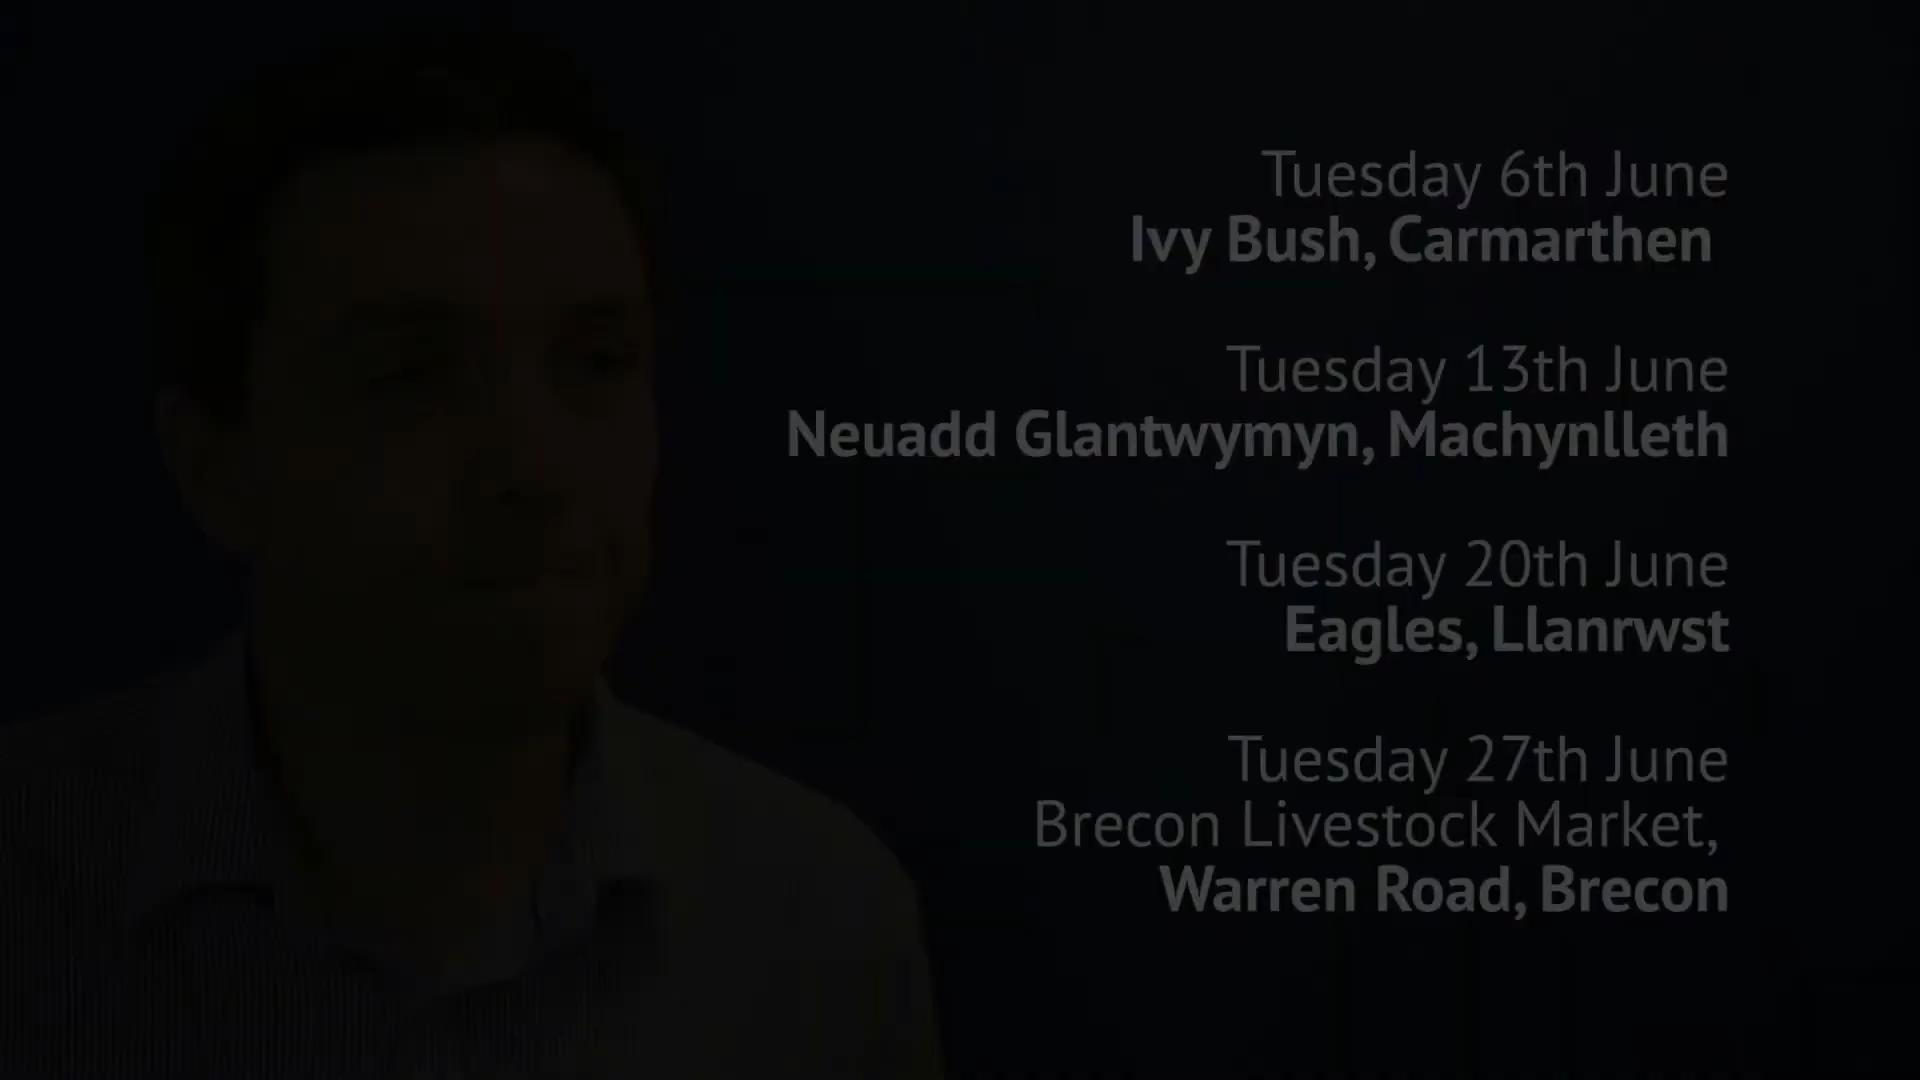 Tuesday 6th June
Ivy Bush, Carmarthen
Tuesday 13th June
Neuadd Glantwymyn, Machynlleth
Tuesday 20th June
Eagles, Llanrwst
Tuesday 27th June
Brecon Livestock Market,
Warren Road, Brecon